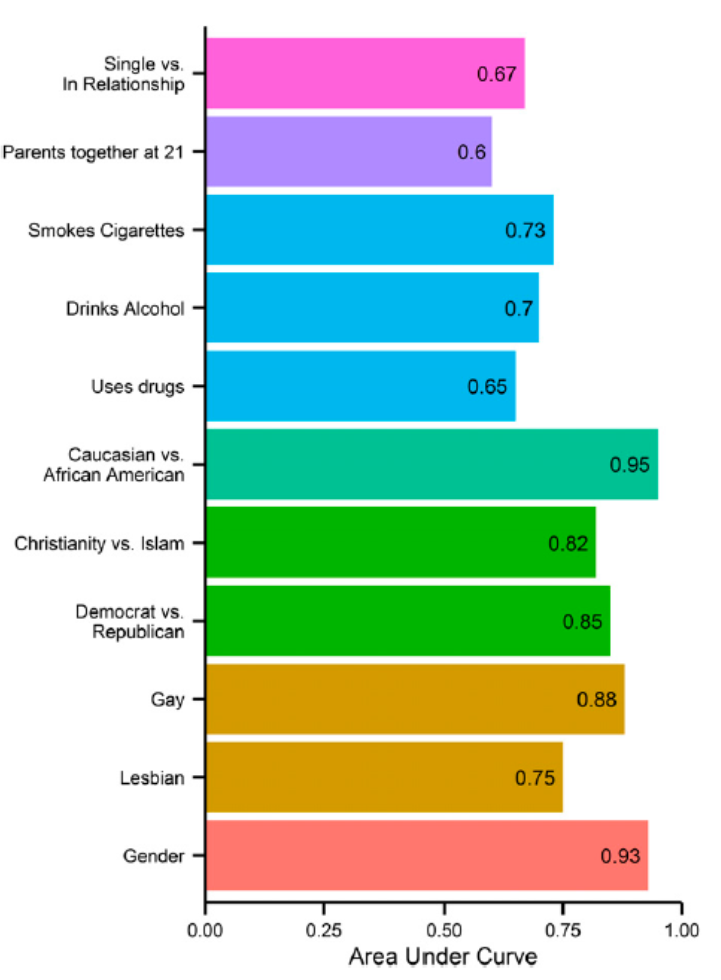 Single vs.
In Relationship
0.67
Parents together at 21
0.6
Smokes Cigarettes
0.73
Drinks Alcohol
0.7
Uses drugs
0.65
Caucasian vs.
African American
0.95
Christianity vs. Islam
0.82
Democrat vs.
Republican
0.85
Gay
0.88
Lesbian
0.75
Gender
0.93
0.00 0.25 0.50 0.75 1.00
Area Under Curve